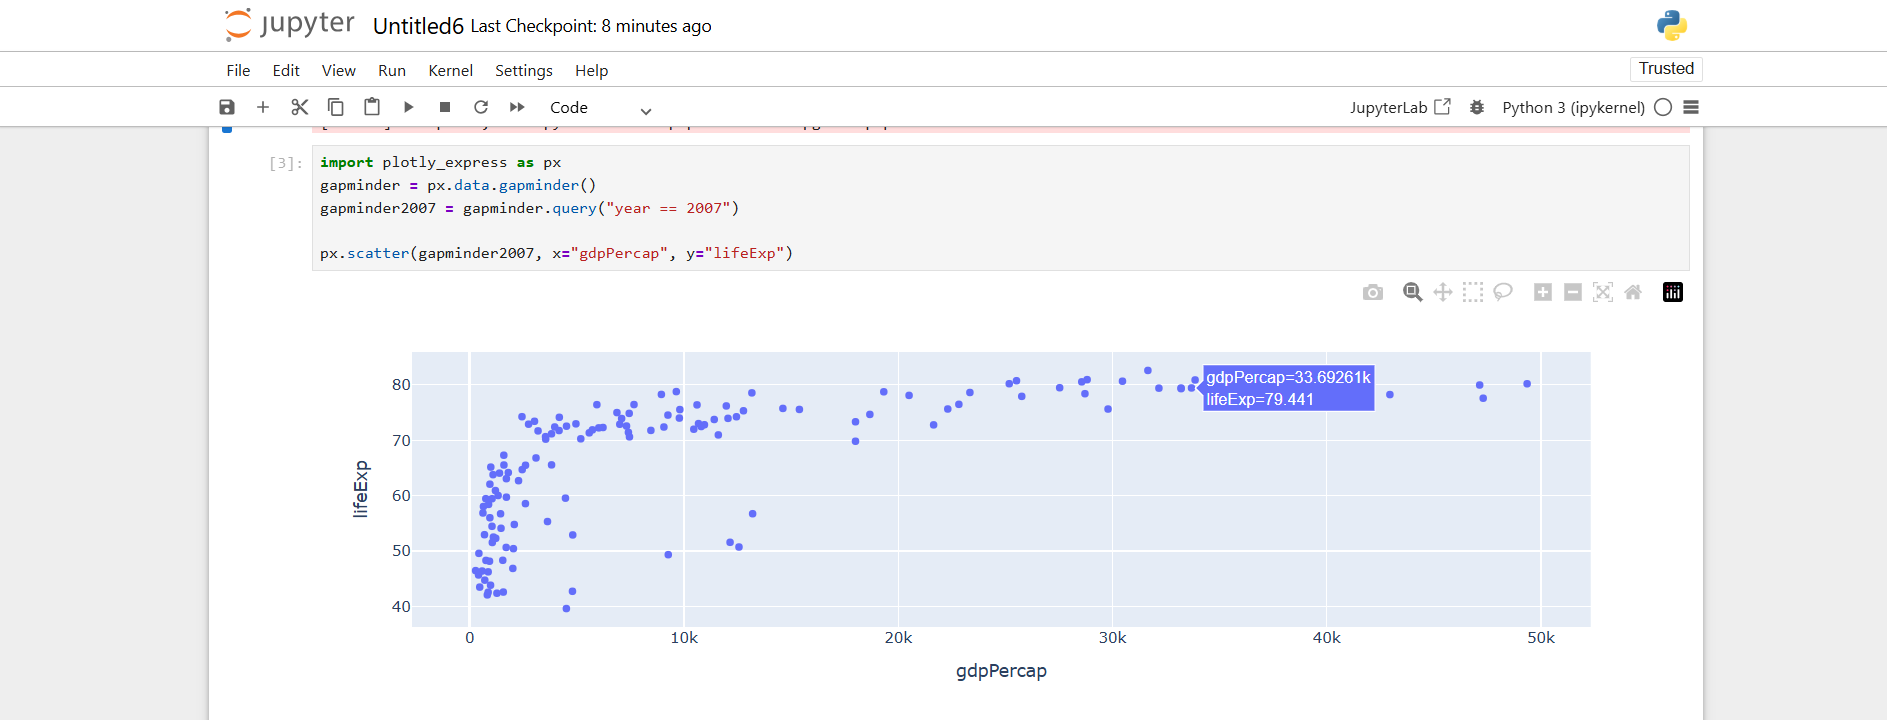 jupyter Untitled6 Last Checkpoint: 8 minutes ago
File Edit View Run Kernel Settings Help Trusted
Code JupyterLab Python 3 (ipykernel)
[3]: import plotly_express as px
gapminder = px.data.gapminder()
gapminder2007 = gapminder.query("year == 2007")
px.scatter(gapminder2007, x="gdpPercap", y="lifeExp")
gdpPercap=33.69261k
lifeExp=79.441
80
70
60
50
40
lifeExp
0 10k 20k 30k 40k 50k
gdpPercap